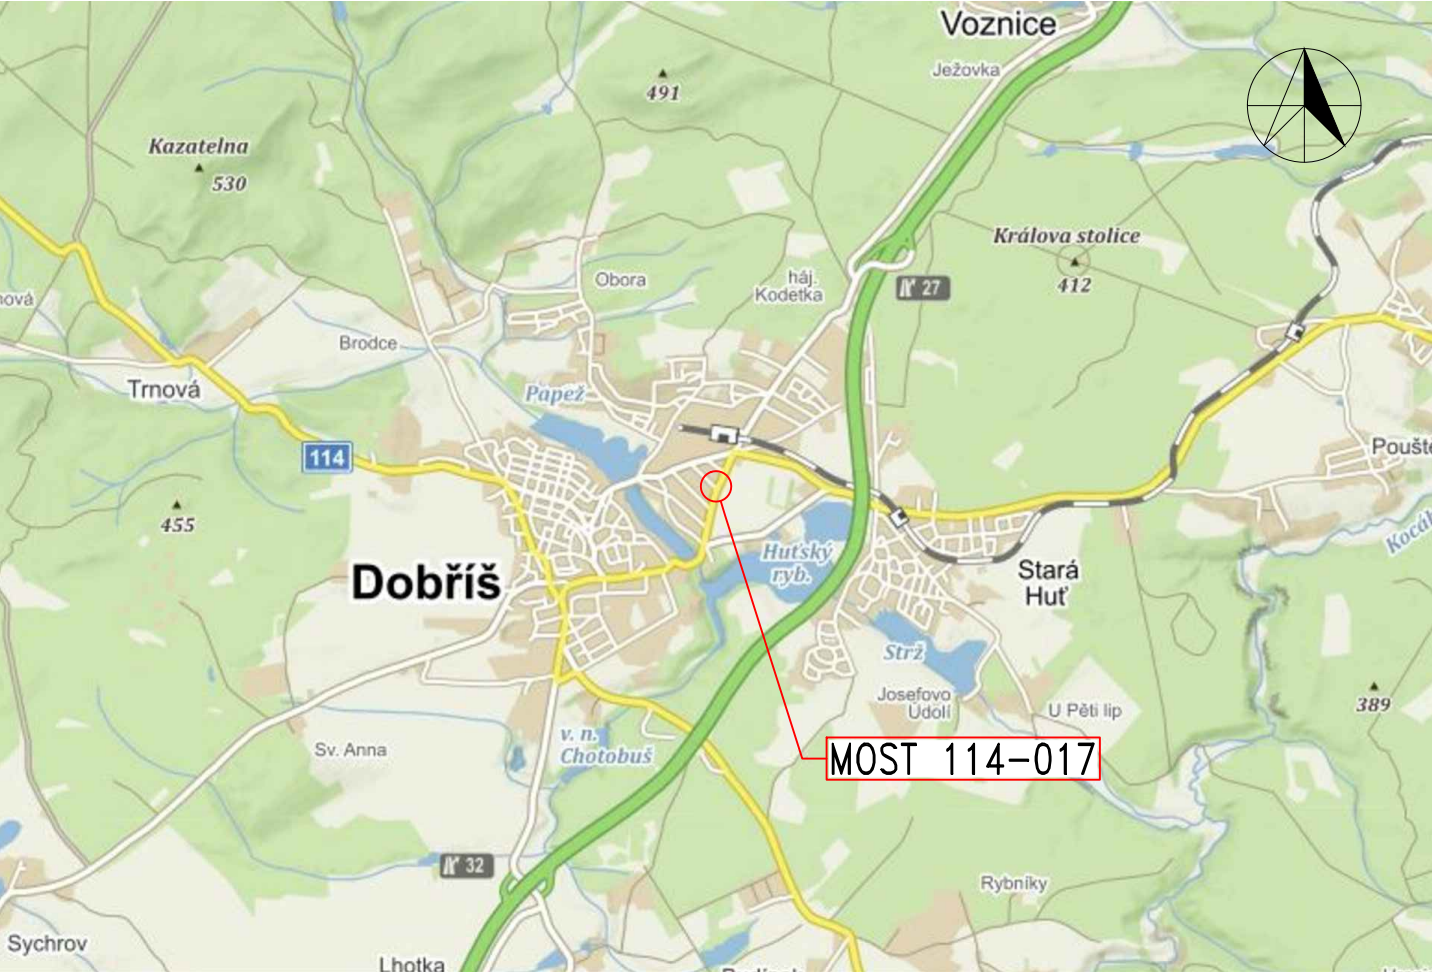 Voznice
Ježovka
491
Kazatelna
530
Králova stolice
412
Obora
háj.
Kodetka
27
Brodce
Trnová
Papež
114
455
Pouště
Dobříš
Huťský
ryb.
Stará
Huť
Strž
Josefovo
Údolí
U Pěti lip
389
Sv. Anna
v. n.
Chotobuš
MOST 114-017
32
Rybníky
Sychrov
Lhotka